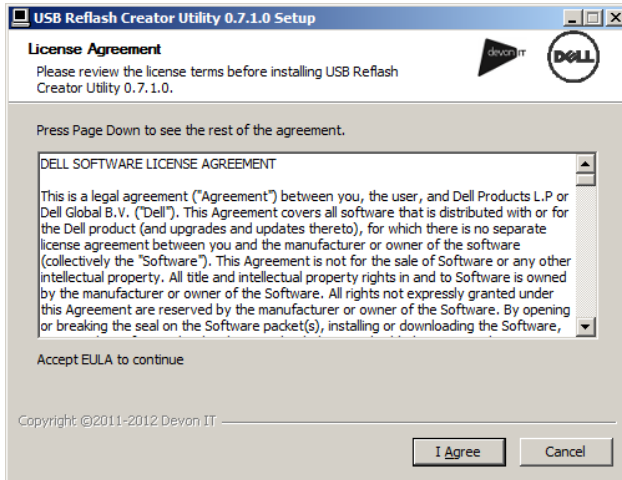 USB Reflash Creator Utility 0.7.1.0 Setup
License Agreement
Please review the license terms before installing USB Reflash
Creator Utility 0.7.1.0.
devon IT
DELL
Press Page Down to see the rest of the agreement.
DELL SOFTWARE LICENSE AGREEMENT
This is a legal agreement ("Agreement") between you, the user, and Dell Products L.P or
Dell Global B.V. ("Dell"). This Agreement covers all software that is distributed with or for
the Dell product (and upgrades and updates thereto), for which there is no separate
license agreement between you and the manufacturer or owner of the software
(collectively the "Software"). This Agreement is not for the sale of Software or any other
intellectual property. All title and intellectual property rights in and to Software is owned
by the manufacturer or owner of the Software. All rights not expressly granted under
this Agreement are reserved by the manufacturer or owner of the Software. By opening
or breaking the seal on the Software packet(s), installing or downloading the Software,
Accept EULA to continue
Copyright ©2011-2012 Devon IT
I Agree
Cancel